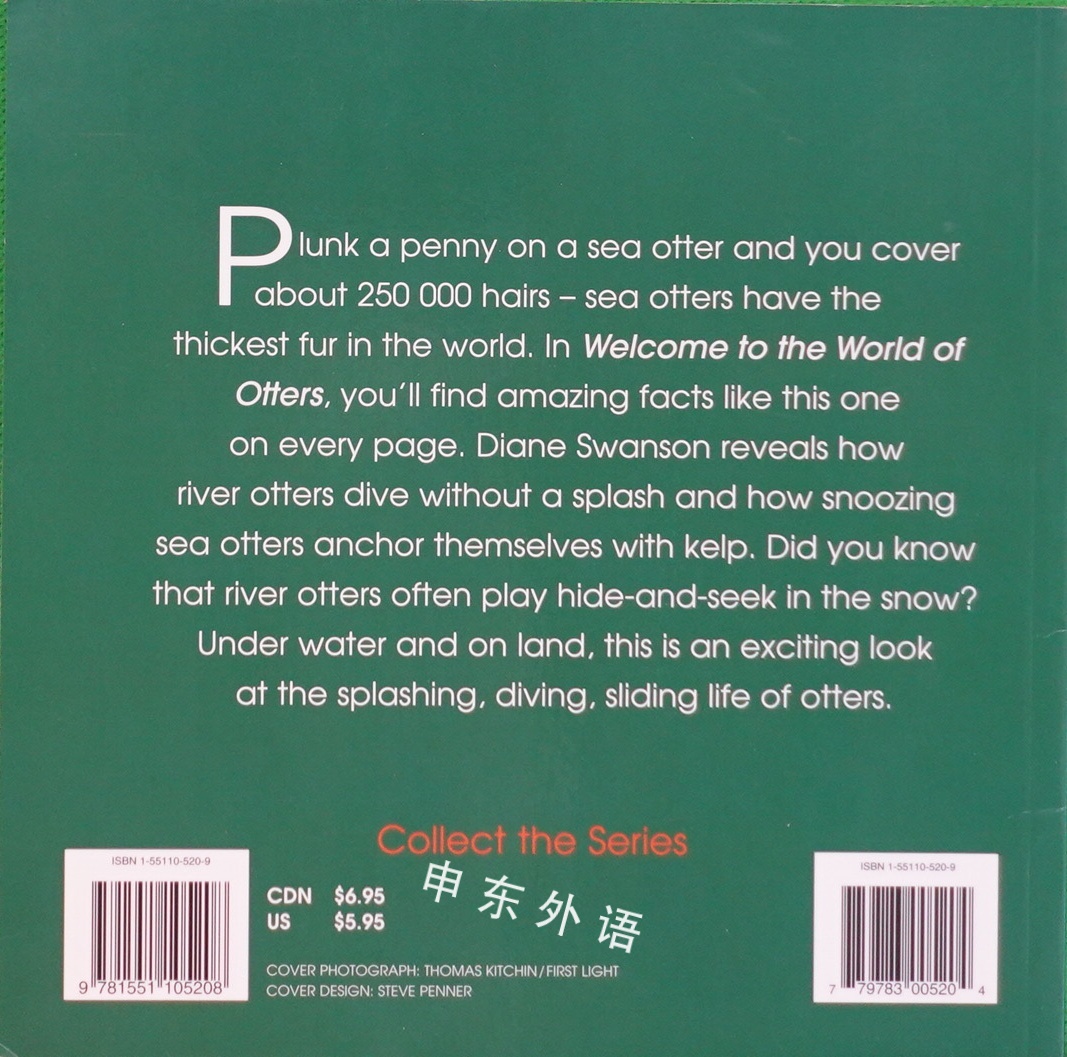 Plunk a penny on a sea otter and you cover
about 250 000 hairs – sea otters have the
thickest fur in the world. In Welcome to the World of
Otters, you'll find amazing facts like this one
on every page. Diane Swanson reveals how
river otters dive without a splash and how snoozing
sea otters anchor themselves with kelp. Did you know
that river otters often play hide-and-seek in the snow?
Under water and on land, this is an exciting look
at the splashing, diving, sliding life of otters.
Collect the Series
申东外语
ISBN 1-55110-520-9
9 781551 105208
CDN $6.95
US $5.95
COVER PHOTOGRAPH: THOMAS KITCHIN/FIRST LIGHT
COVER DESIGN: STEVE PENNER
ISBN 1-55110-520-9
7 79783 00520 4